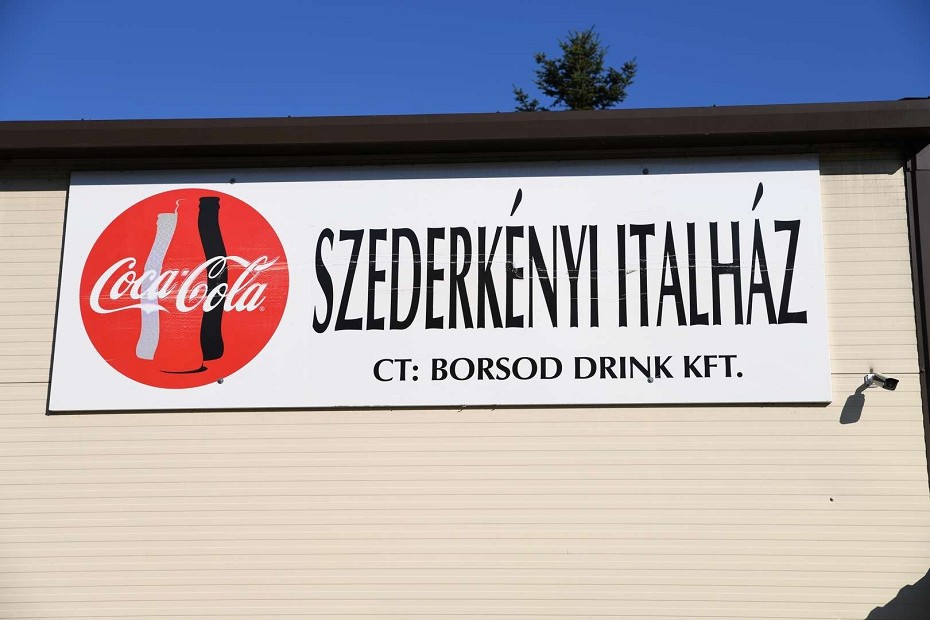 Coca-Cola
SZEDERKÉNYI ITALHÁZ
CT: BORSOD DRINK KFT.